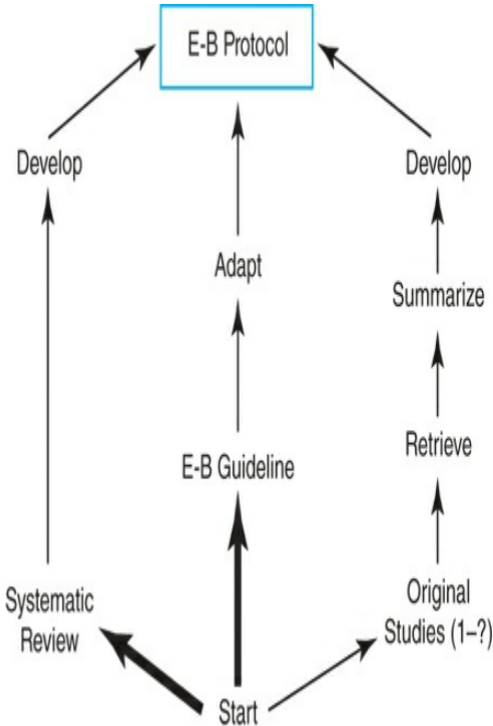 E-B Protocol
Develop
Develop
Adapt
Summarize
Retrieve
E-B Guideline
Systematic
Review
Original
Studies (1–?)
Start